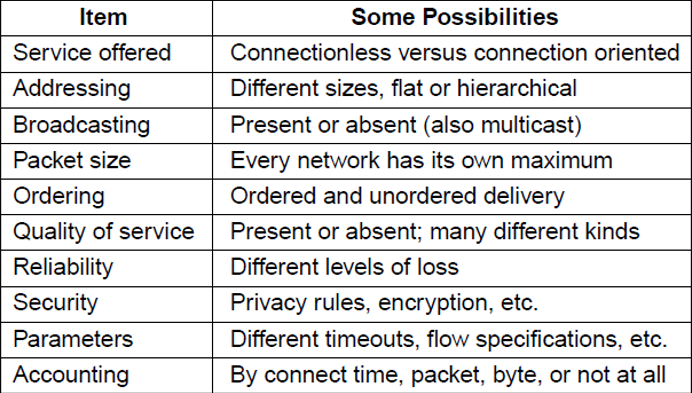 Item Some Possibilities
Service offered Connectionless versus connection oriented
Addressing Different sizes, flat or hierarchical
Broadcasting Present or absent (also multicast)
Packet size Every network has its own maximum
Ordering Ordered and unordered delivery
Quality of service Present or absent; many different kinds
Reliability Different levels of loss
Security Privacy rules, encryption, etc.
Parameters Different timeouts, flow specifications, etc.
Accounting By connect time, packet, byte, or not at all